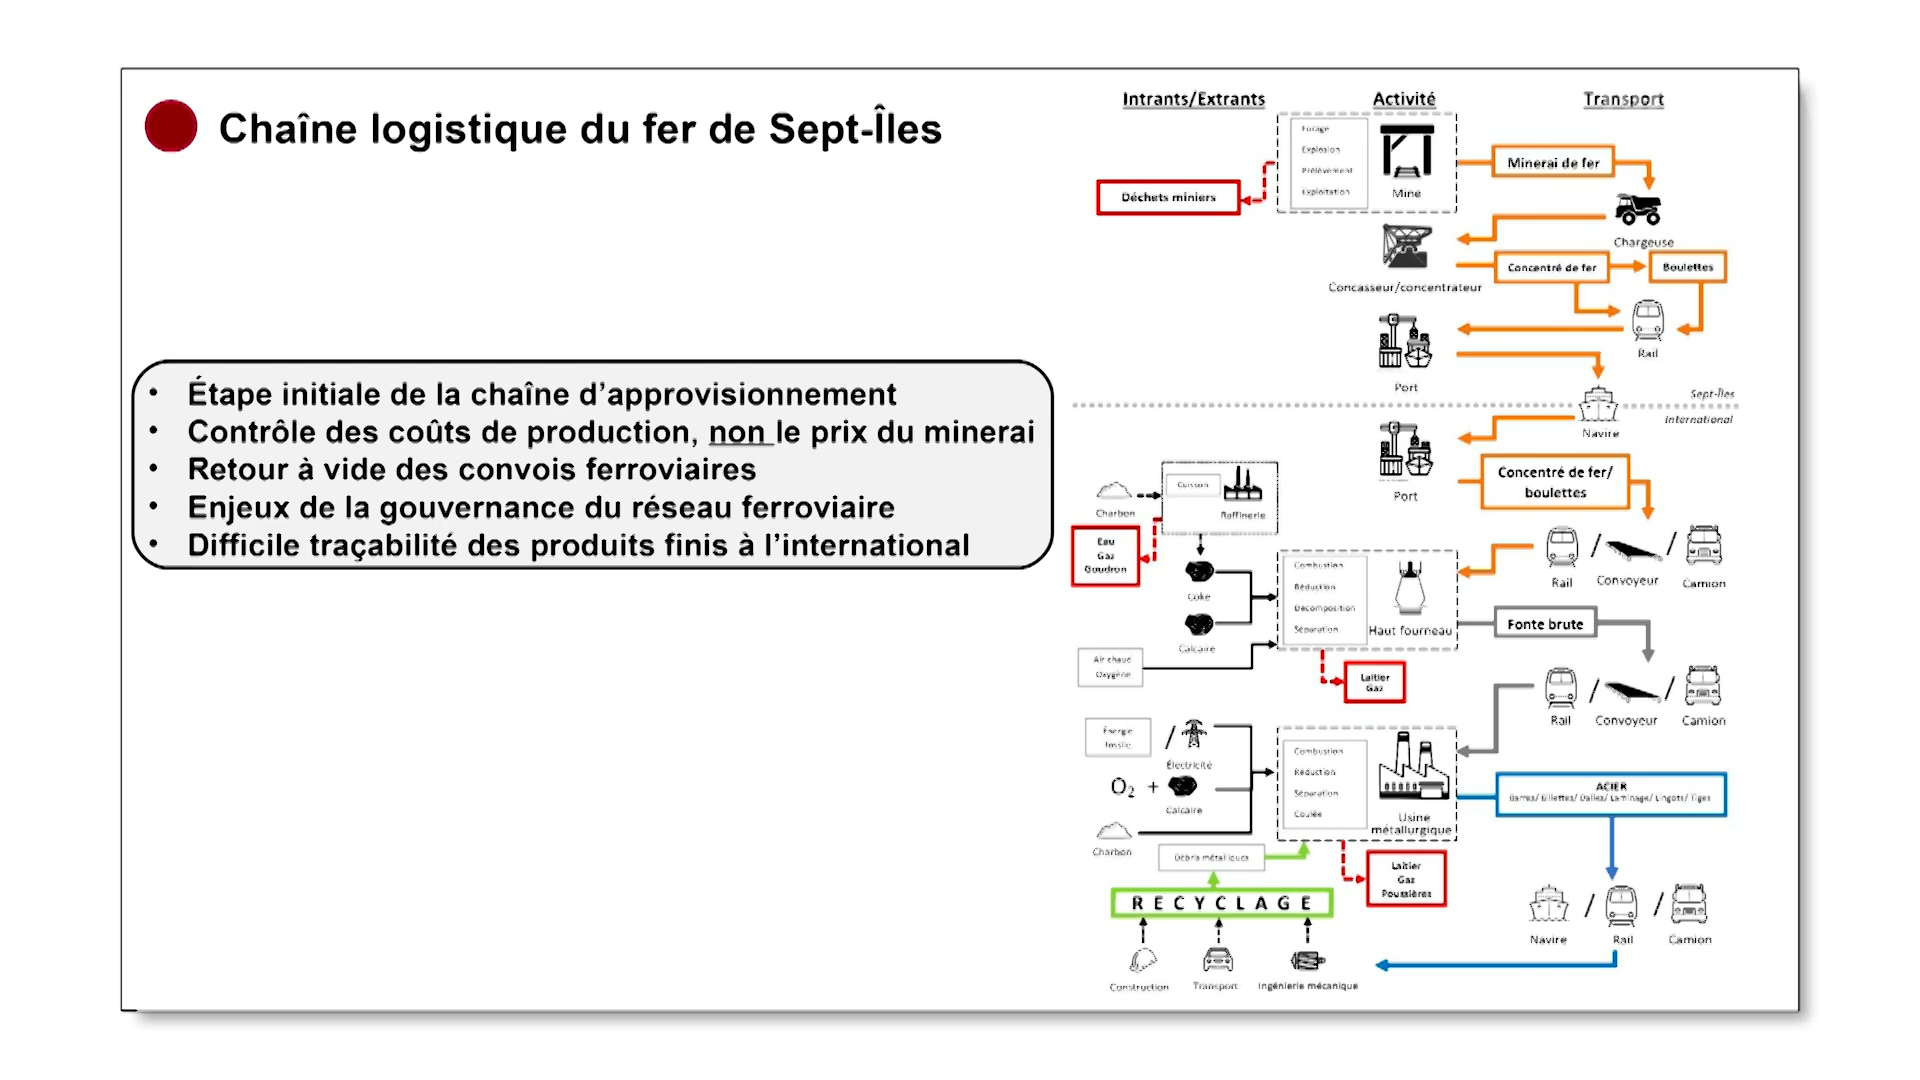 Chaîne logistique du fer de Sept-Îles
• Étape initiale de la chaîne d’approvisionnement
• Contrôle des coûts de production, non le prix du minerai
• Retour à vide des convois ferroviaires
• Enjeux de la gouvernance du réseau ferroviaire
• Difficile traçabilité des produits finis à l’international
Intrants/Extrants
Activité
Transport
Forage
Explosion
Prélèvement
Exploitation
Mine
Minerai de fer
Déchets miniers
Chargeuse
Concasseur/concentrateur
Concentré de fer
Boulettes
Rail
Port
Sept-Îles
International
Navire
Port
Concentré de fer/
boulettes
Charbon
Cuisson
Raffinerie
Eau
Gaz
Goudron
Coke
Calcaire
Air chaud
Oxygène
Combustion
Réduction
Décomposition
Séparation
Haut fourneau
Rail
/
Convoyeur
/
Camion
Fonte brute
Laitier
Gaz
Rail
/
Convoyeur
/
Camion
Énergie
fossile
/
Électricité
O₂ +
Calcaire
Charbon
Combustion
Réduction
Séparation
Coulée
Usine
métallurgique
ACIER
Barres/ Billettes/ Dalles/ Laminage/ Lingots/ Tiges
Débris métalliques
Laitier
Gaz
Poussières
RECYCLAGE
Construction
Transport
Ingénierie mécanique
Navire
/
Rail
/
Camion